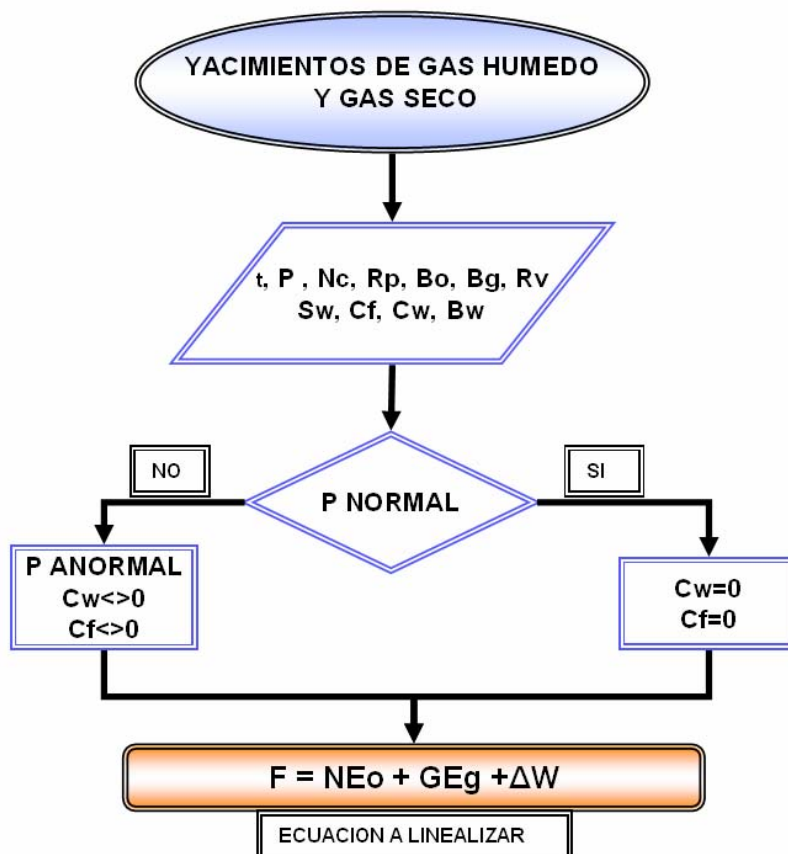 YACIMIENTOS DE GAS HUMEDO
Y GAS SECO
t, P , Nc, Rp, Bo, Bg, Rv
Sw, Cf, Cw, Bw
NO
P NORMAL
SI
P ANORMAL
Cw<>0
Cf<>0
Cw=0
Cf=0
F = NEo + GEg +ΔW
ECUACION A LINEALIZAR